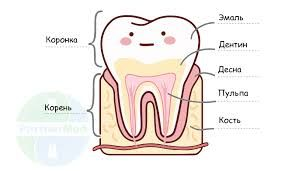 Эмаль
Коронка
Дентин
Десна
Пульпа
Корень
Кость